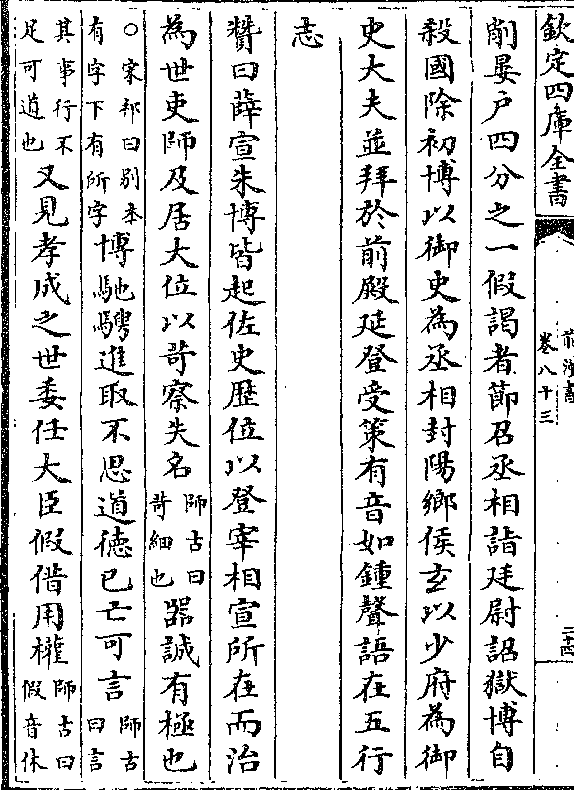 欽定四庫全書
前漢書
卷八十三
二十四
削晏戶四分之一假謁者節召丞相詣廷尉詔獄博自
殺國除初博以御史為丞相封陽鄉侯玄以少府為御
史大夫並拜於前殿延登受策有音如鍾聲語在五行
志
贊曰薛宣朱博皆起佐史歷位以登宰相宣所在而治
為世吏師及居大位以苛察失名師古曰苛細也器誠有極也
○宋祁曰別本有字下有所字博馳騁進取不思道德已亡可言師古曰言
其事行不足可道也又見孝成之世委任大臣假借用權師古曰假音休